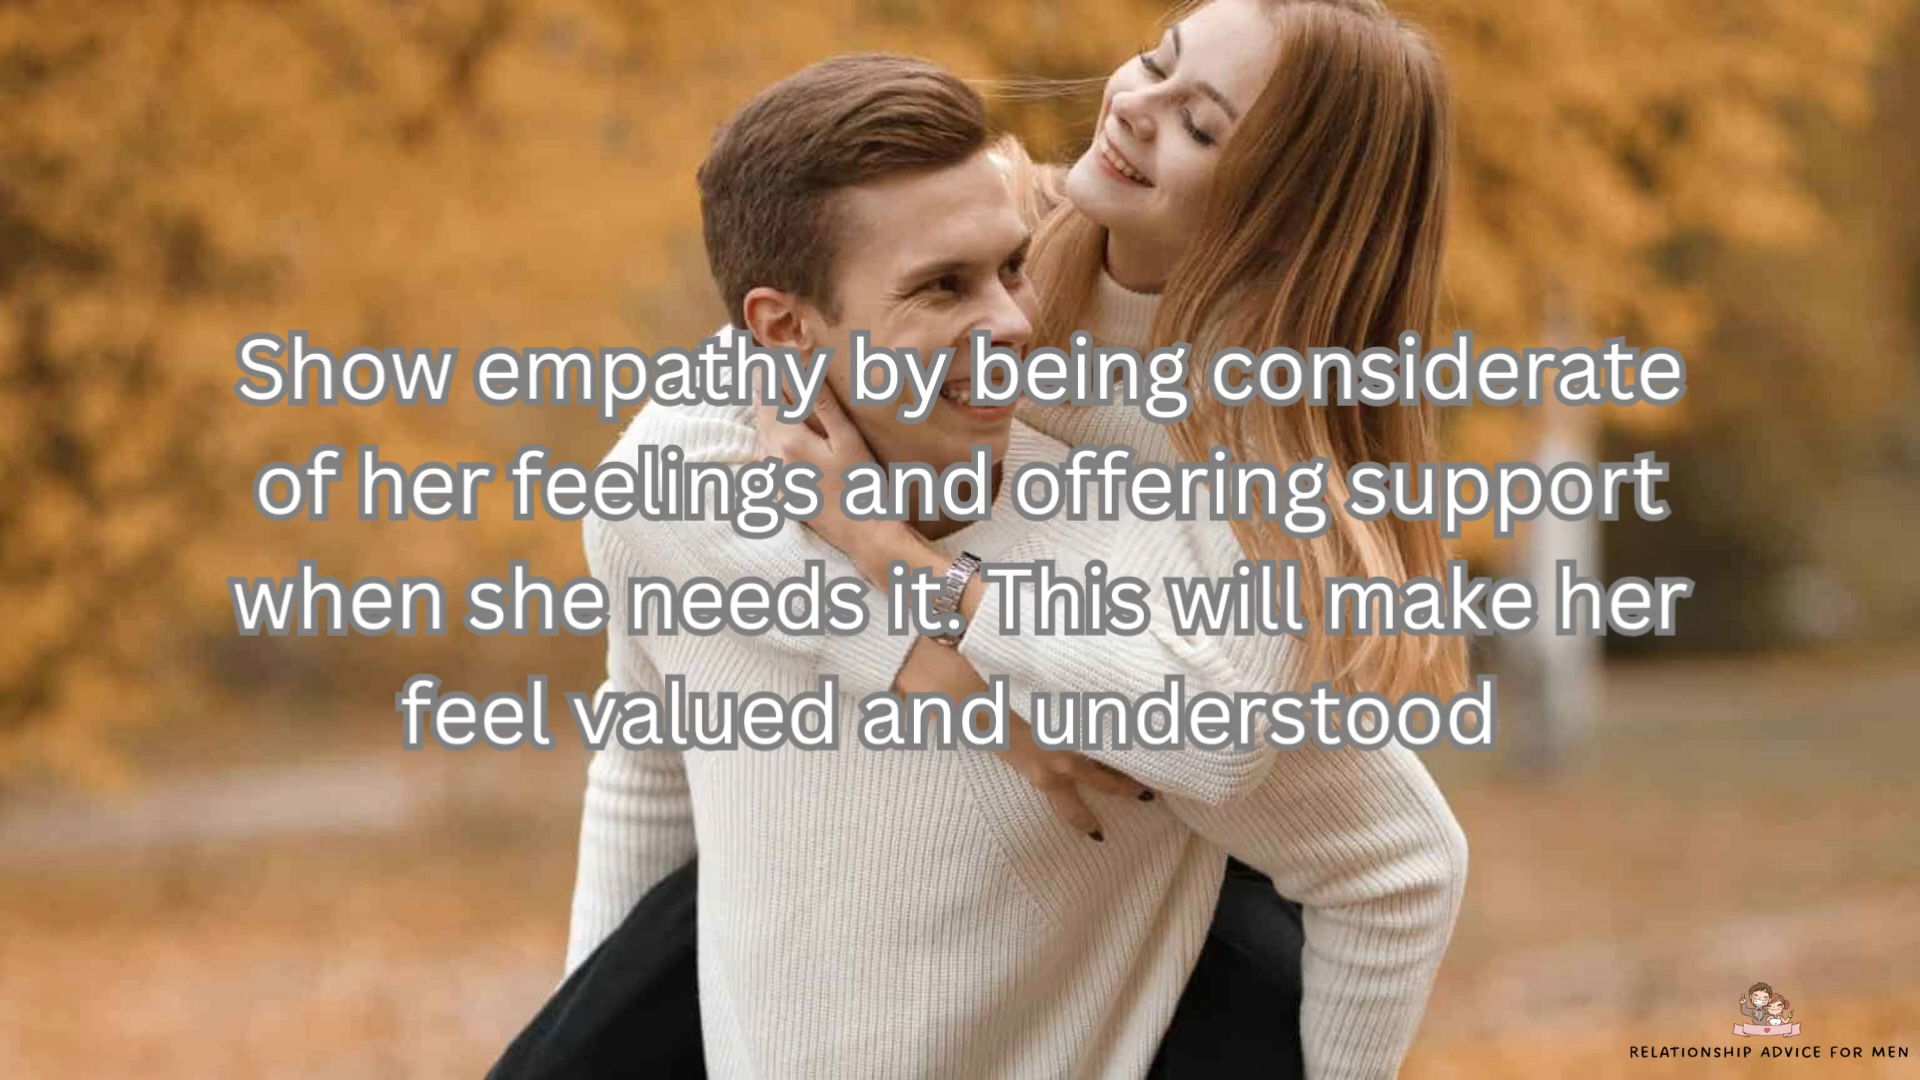 Show empathy by being considerate
of her feelings and offering support
when she needs it. This will make her
feel valued and understood
RELATIONSHIP ADVICE FOR MEN